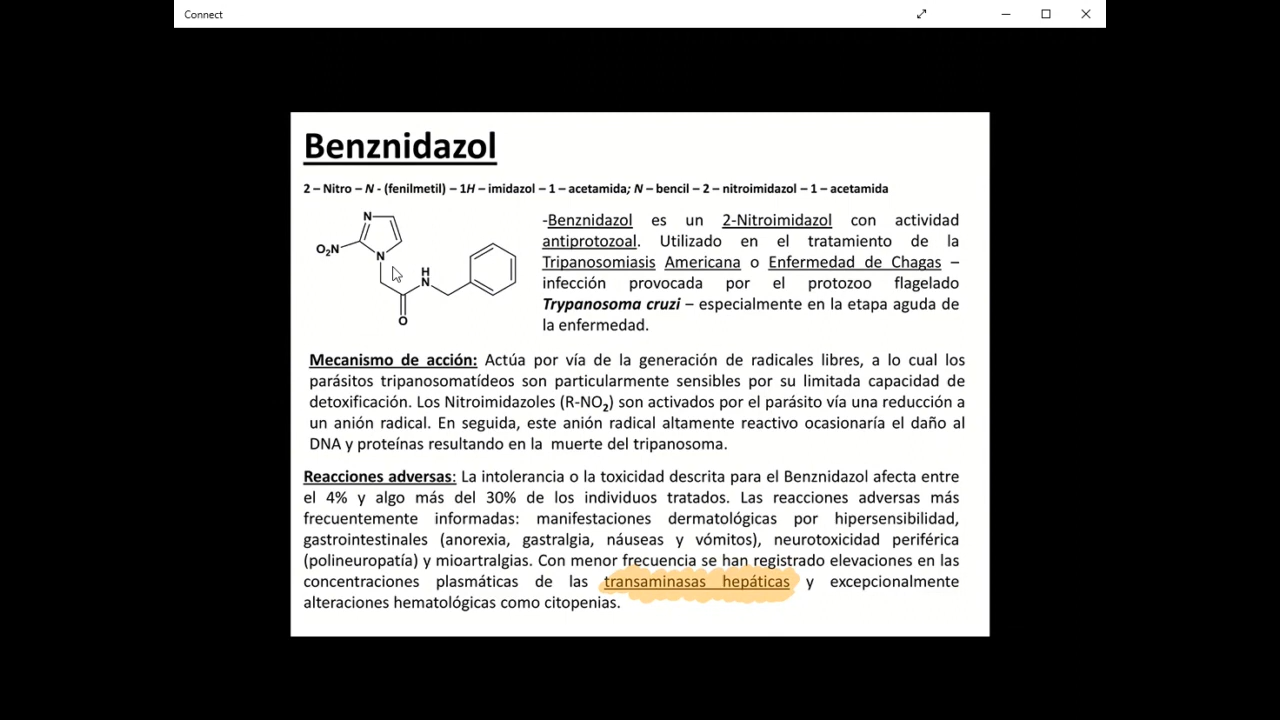 Connect
Benznidazol
2 – Nitro – N - (fenilmetil) – 1H – imidazol – 1 – acetamida; N – bencil – 2 – nitroimidazol – 1 – acetamida
N
O2N
N
H
N
O
-Benznidazol es un 2-Nitroimidazol con actividad
antiprotozoal. Utilizado en el tratamiento de la
Tripanosomiasis Americana o Enfermedad de Chagas –
infección provocada por el protozoo flagelado
Trypanosoma cruzi – especialmente en la etapa aguda de
la enfermedad.
Mecanismo de acción: Actúa por vía de la generación de radicales libres, a lo cual los
parásitos tripanosomatídeos son particularmente sensibles por su limitada capacidad de
detoxificación. Los Nitroimidazoles (R-NO2) son activados por el parásito vía una reducción a
un anión radical. En seguida, este anión radical altamente reactivo ocasionaría el daño al
DNA y proteínas resultando en la muerte del tripanosoma.
Reacciones adversas: La intolerancia o la toxicidad descrita para el Benznidazol afecta entre
el 4% y algo más del 30% de los individuos tratados. Las reacciones adversas más
frecuentemente informadas: manifestaciones dermatológicas por hipersensibilidad,
gastrointestinales (anorexia, gastralgia, náuseas y vómitos), neurotoxicidad periférica
(polineuropatía) y mioartralgias. Con menor frecuencia se han registrado elevaciones en las
concentraciones plasmáticas de las transaminasas hepáticas y excepcionalmente
alteraciones hematológicas como citopenias.